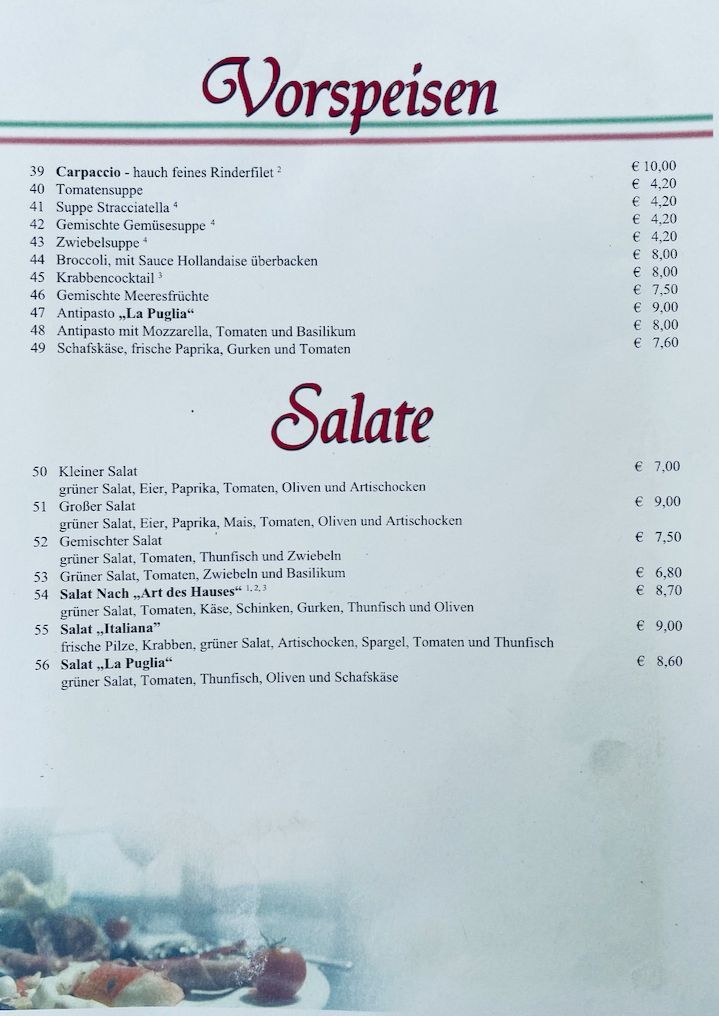 Vorspeisen
39 Carpaccio - hauch feines Rinderfilet ² € 10,00
40 Tomatensuppe € 4,20
41 Suppe Stracciatella ⁴ € 4,20
42 Gemischte Gemüsesuppe ⁴ € 4,20
43 Zwiebelsuppe ⁴ € 4,20
44 Broccoli, mit Sauce Hollandaise überbacken € 8,00
45 Krabbencocktail ³ € 8,00
46 Gemischte Meeresfrüchte € 7,50
47 Antipasto „La Puglia“ € 9,00
48 Antipasto mit Mozzarella, Tomaten und Basilikum € 8,00
49 Schafskäse, frische Paprika, Gurken und Tomaten € 7,60
Salate
50 Kleiner Salat € 7,00
grüner Salat, Eier, Paprika, Tomaten, Oliven und Artischocken
51 Großer Salat € 9,00
grüner Salat, Eier, Paprika, Mais, Tomaten, Oliven und Artischocken
52 Gemischter Salat € 7,50
grüner Salat, Tomaten, Thunfisch und Zwiebeln
53 Grüner Salat, Tomaten, Zwiebeln und Basilikum € 6,80
54 Salat Nach „Art des Hauses“ ¹, ², ³ € 8,70
grüner Salat, Tomaten, Käse, Schinken, Gurken, Thunfisch und Oliven
55 Salat „Italiana” € 9,00
frische Pilze, Krabben, grüner Salat, Artischocken, Spargel, Tomaten und Thunfisch
56 Salat „La Puglia“ € 8,60
grüner Salat, Tomaten, Thunfisch, Oliven und Schafskäse